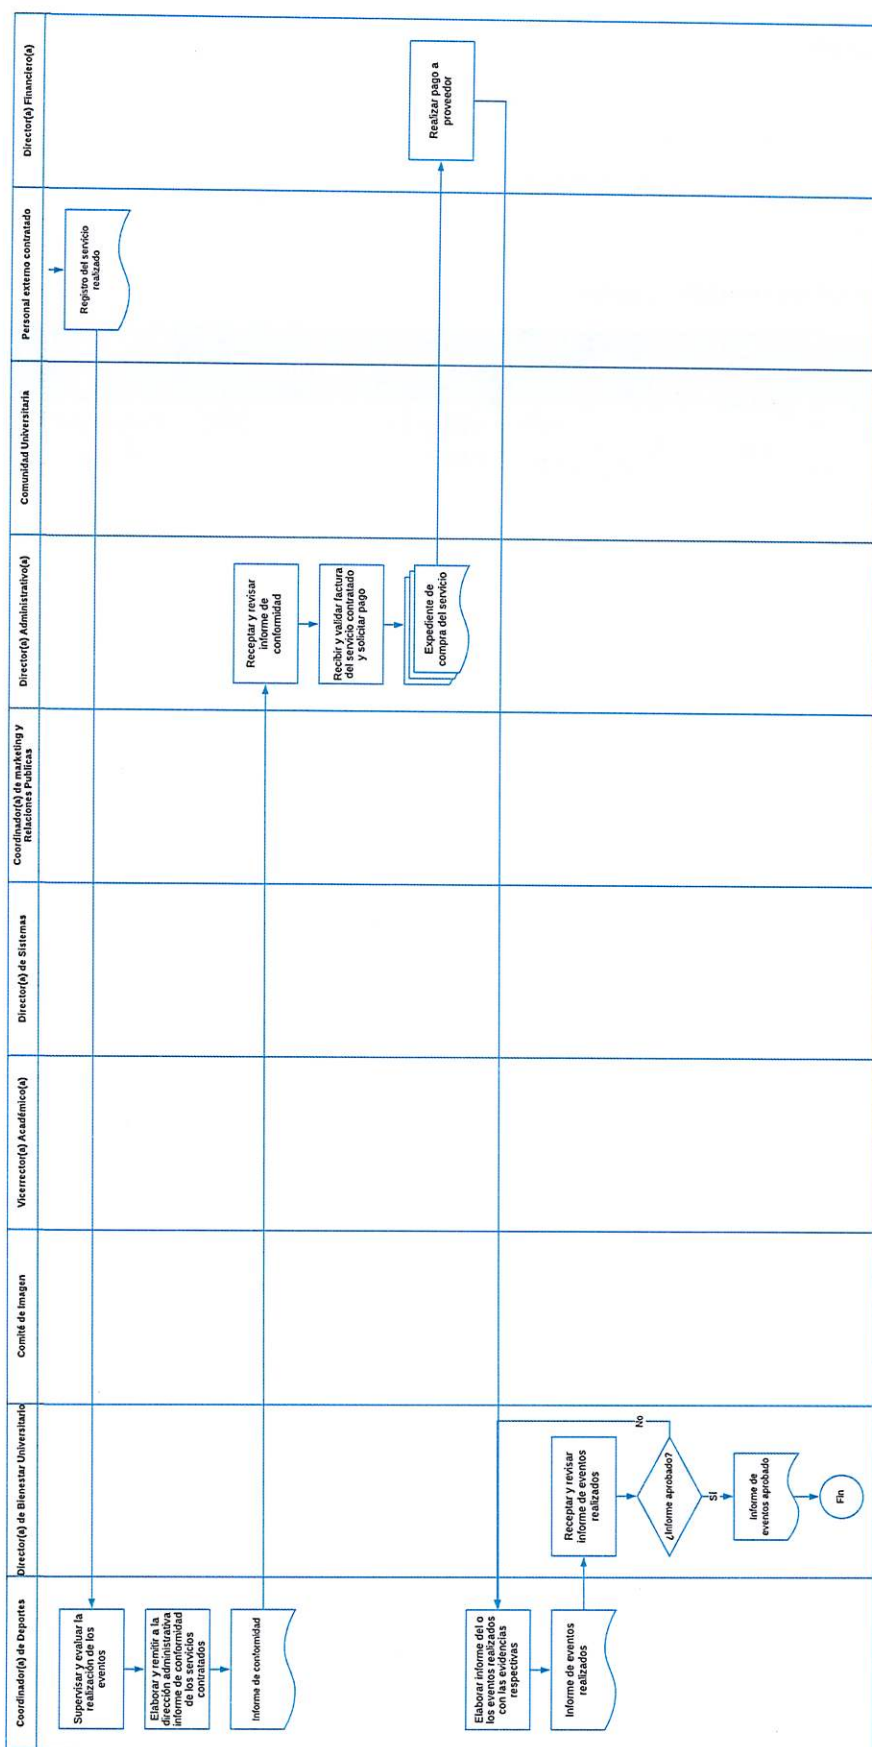 Coordinador(a) de Deportes
Director(a) de Bienestar Universitario
Comité de Imagen
Vicerrector(a) Académico(a)
Director(a) de Sistemas
Coordinador(a) de marketing y
Relaciones Publicas
Director(a) Administrativo(a)
Comunidad Universitaria
Personal externo contratado
Director(a) Financiero(a)
Registro del servicio
realizado
Supervisar y evaluar la
realización de los
eventos
Elaborar y remitir a la
dirección administrativa
informe de conformidad
de los servicios
contratados
Informe de conformidad
Receptar y revisar
informe de
conformidad
Recibir y validar factura
del servicio contratado
y solicitar pago
Expediente de
compra del servicio
Realizar pago a
proveedor
Elaborar informe del o
los eventos realizados
con las evidencias
respectivas
Informe de eventos
realizados
Receptar y revisar
informe de eventos
realizados
¿Informe aprobado?
No
SÍ
Informe de
eventos aprobado
Fin